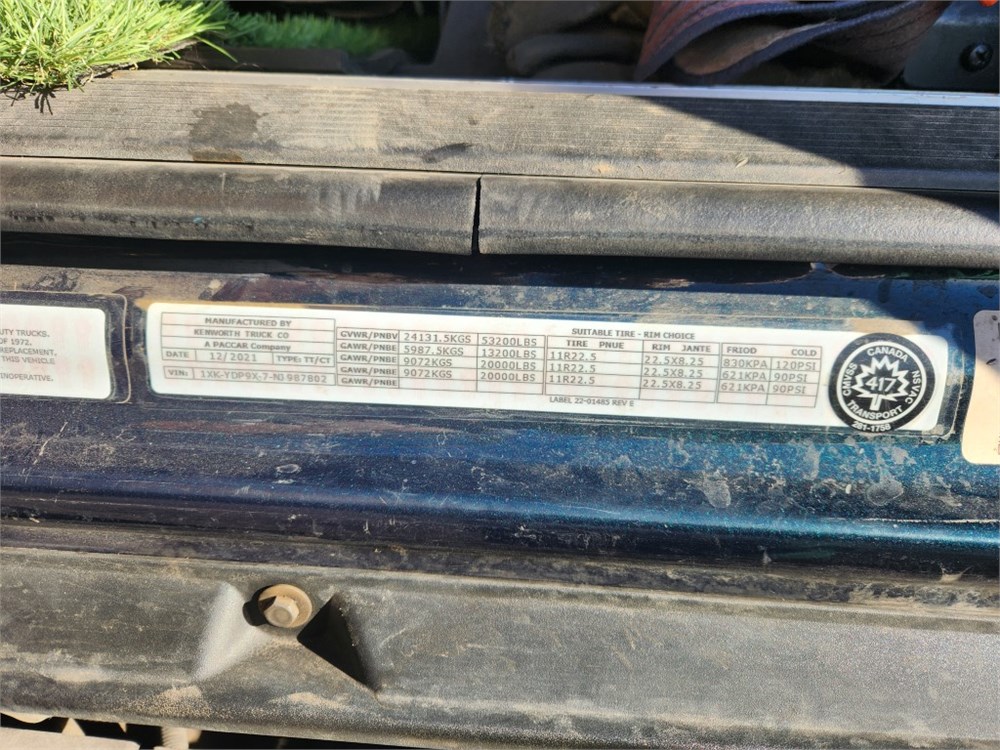 ITY TRUCKS.
OF 1972.
REPLACEMENT.
THIS VEHICLE
INOPERATIVE.
MANUFACTURED BY
KENWORTH TRUCK CO
A PACCAR Company
DATE 12/2021 TYPE: TT/CT
VIN: 1XK-YDP9X-7-NJ987802
SUITABLE TIRE - RIM CHOICE
TIRE PNUE RIM JANTE FRIOD COLD
GVWR/PNBV 24131.5KGS 53200LBS
GAWR/PNBE 5987.5KGS 13200LBS 11R22.5 22.5X8.25 830KPA 120PSI
GAWR/PNBE 9072KGS 20000LBS 11R22.5 22.5X8.25 621KPA 90PSI
GAWR/PNBE 9072KGS 20000LBS 11R22.5 22.5X8.25 621KPA 90PSI
LABEL 22-01485 REV E
CANADA
CMVSS NSVAC
417
TRANSPORT
2B1-1758